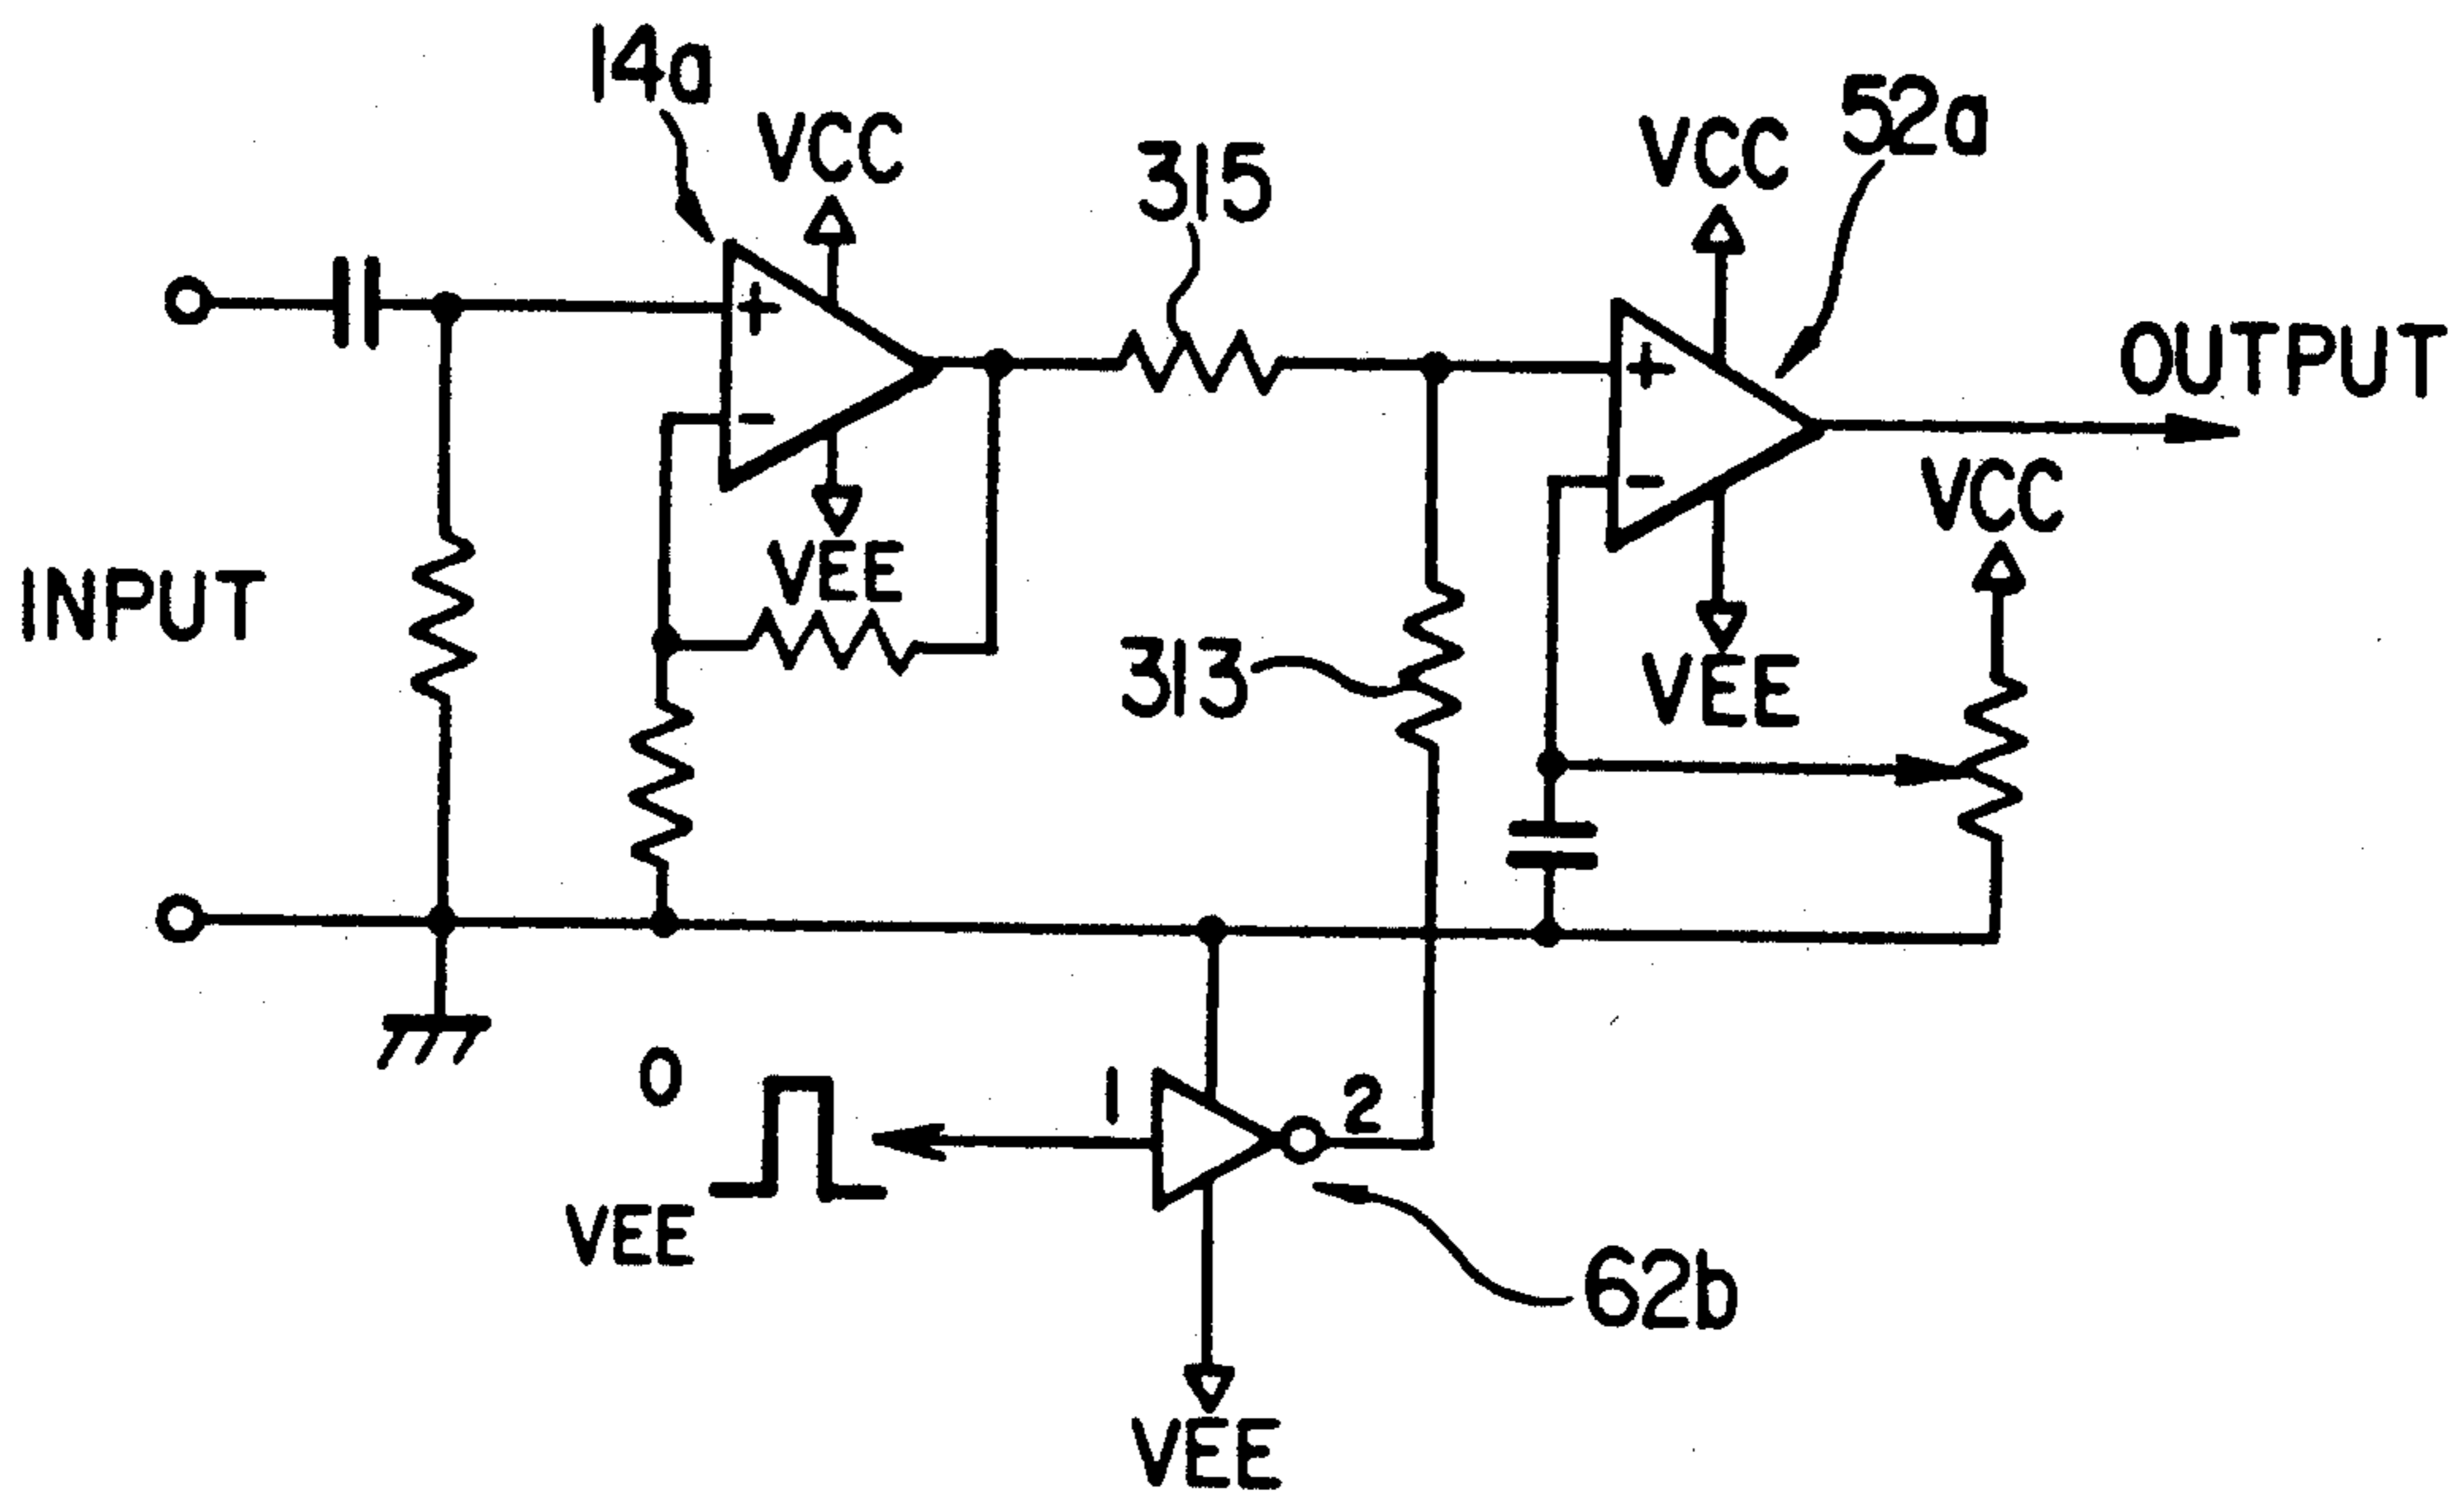 14a
VCC
315
VCC
52a
+
+
OUTPUT
-
-
VCC
VEE
INPUT
313
VEE
0
1
2
VEE
62b
VEE